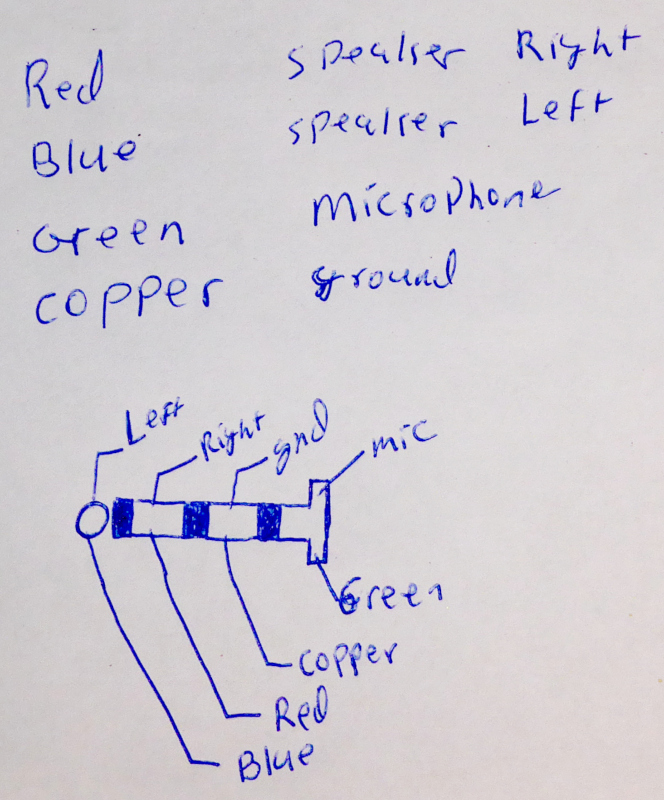 Red speaker Right
Blue speaker Left
Green Microphone
copper ground
Left
Right
gnd
mic
Green
copper
Red
Blue